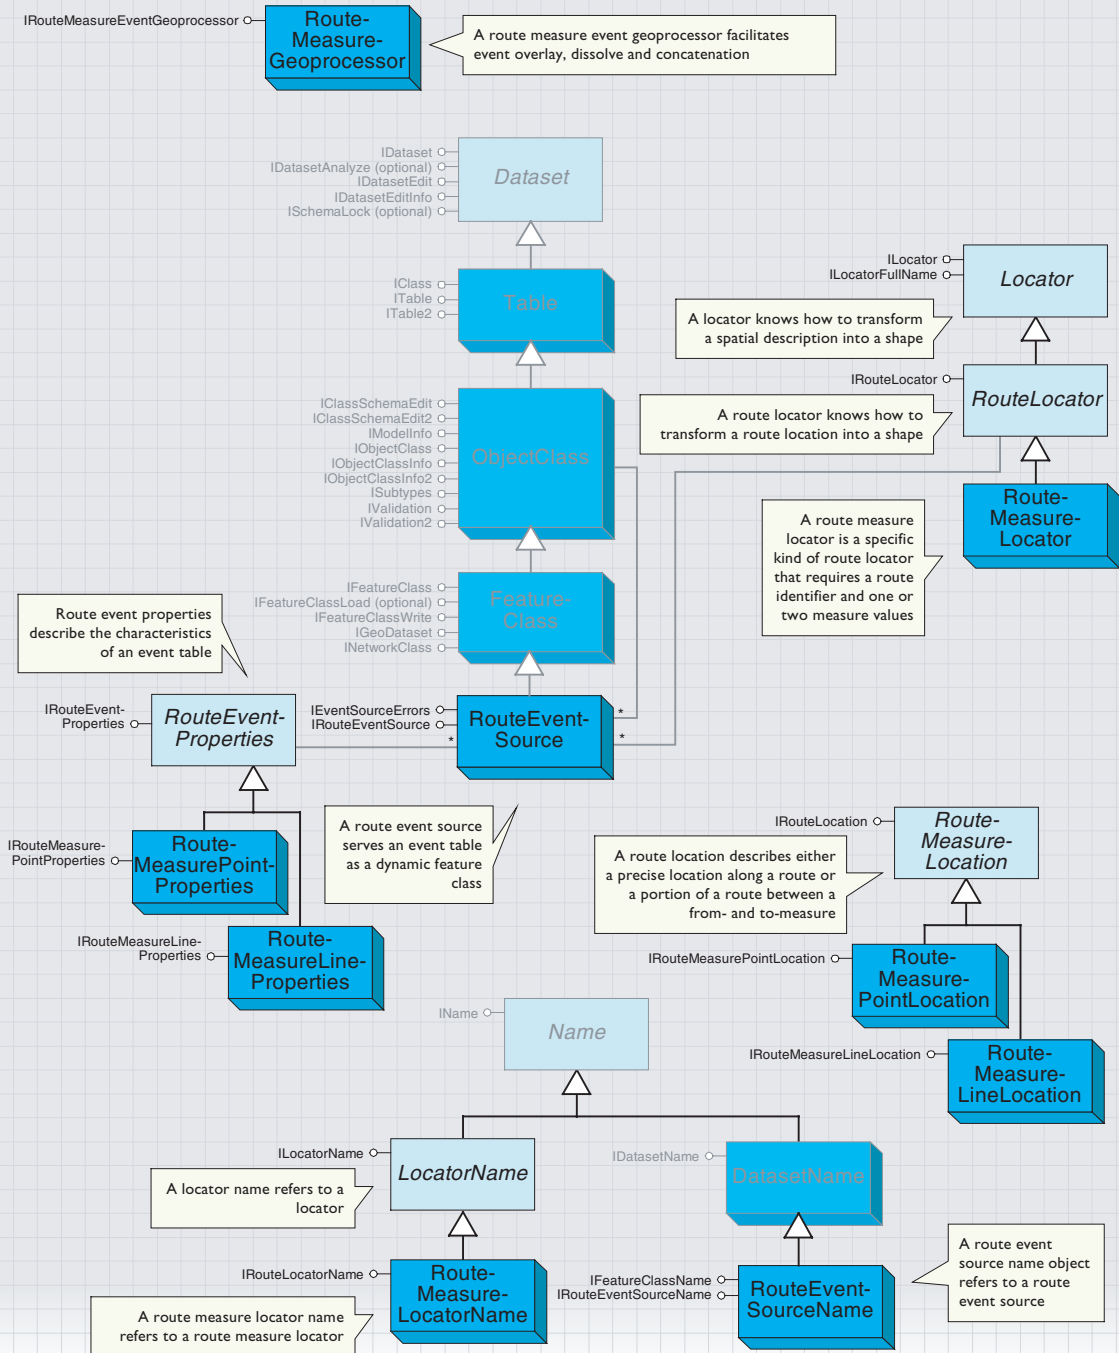 IRouteMeasureEventGeoprocessor
Route-
Measure-
Geoprocessor
A route measure event geoprocessor facilitates
event overlay, dissolve and concatenation
IDataset
IDatasetAnalyze (optional)
IDatasetEdit
IDatasetEditInfo
ISchemaLock (optional)
Dataset
IClass
ITable
ITable2
Table
ILocator
ILocatorFullName
Locator
A locator knows how to transform
a spatial description into a shape
IRouteLocator
RouteLocator
A route locator knows how to
transform a route location into a shape
IClassSchemaEdit
IClassSchemaEdit2
IModelInfo
IObjectClass
IObjectClassInfo
IObjectClassInfo2
ISubtypes
IValidation
IValidation2
ObjectClass
Route-
Measure-
Locator
A route measure
locator is a specific
kind of route locator
that requires a route
identifier and one or
two measure values
IFeatureClass
IFeatureClassLoad (optional)
IFeatureClassWrite
IGeoDataset
INetworkClass
Feature-
Class
Route event properties
describe the characteristics
of an event table
IRouteEvent-
Properties
RouteEvent-
Properties
*
IEventSourceErrors
IRouteEventSource
RouteEvent-
Source
*
*
A route event source
serves an event table
as a dynamic feature
class
IRouteMeasure-
PointProperties
Route-
MeasurePoint-
Properties
IRouteMeasureLine-
Properties
Route-
MeasureLine-
Properties
IRouteLocation
Route-
Measure-
Location
A route location describes either
a precise location along a route or
a portion of a route between a
from- and to-measure
IRouteMeasurePointLocation
Route-
Measure-
PointLocation
IRouteMeasureLineLocation
Route-
Measure-
LineLocation
IName
Name
ILocatorName
LocatorName
A locator name refers to a
locator
IDatasetName
DatasetName
IRouteLocatorName
Route-
Measure-
LocatorName
A route measure locator name
refers to a route measure locator
IFeatureClassName
IRouteEventSourceName
RouteEvent-
SourceName
A route event
source name object
refers to a route
event source